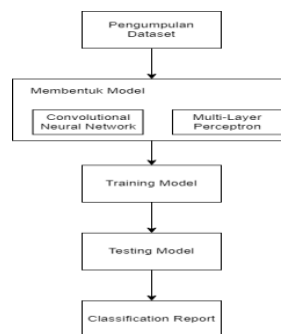 Pengumpulan
Dataset
Membentuk Model
Convolutional
Neural Network
Multi-Layer
Perceptron
Training Model
Testing Model
Classification Report